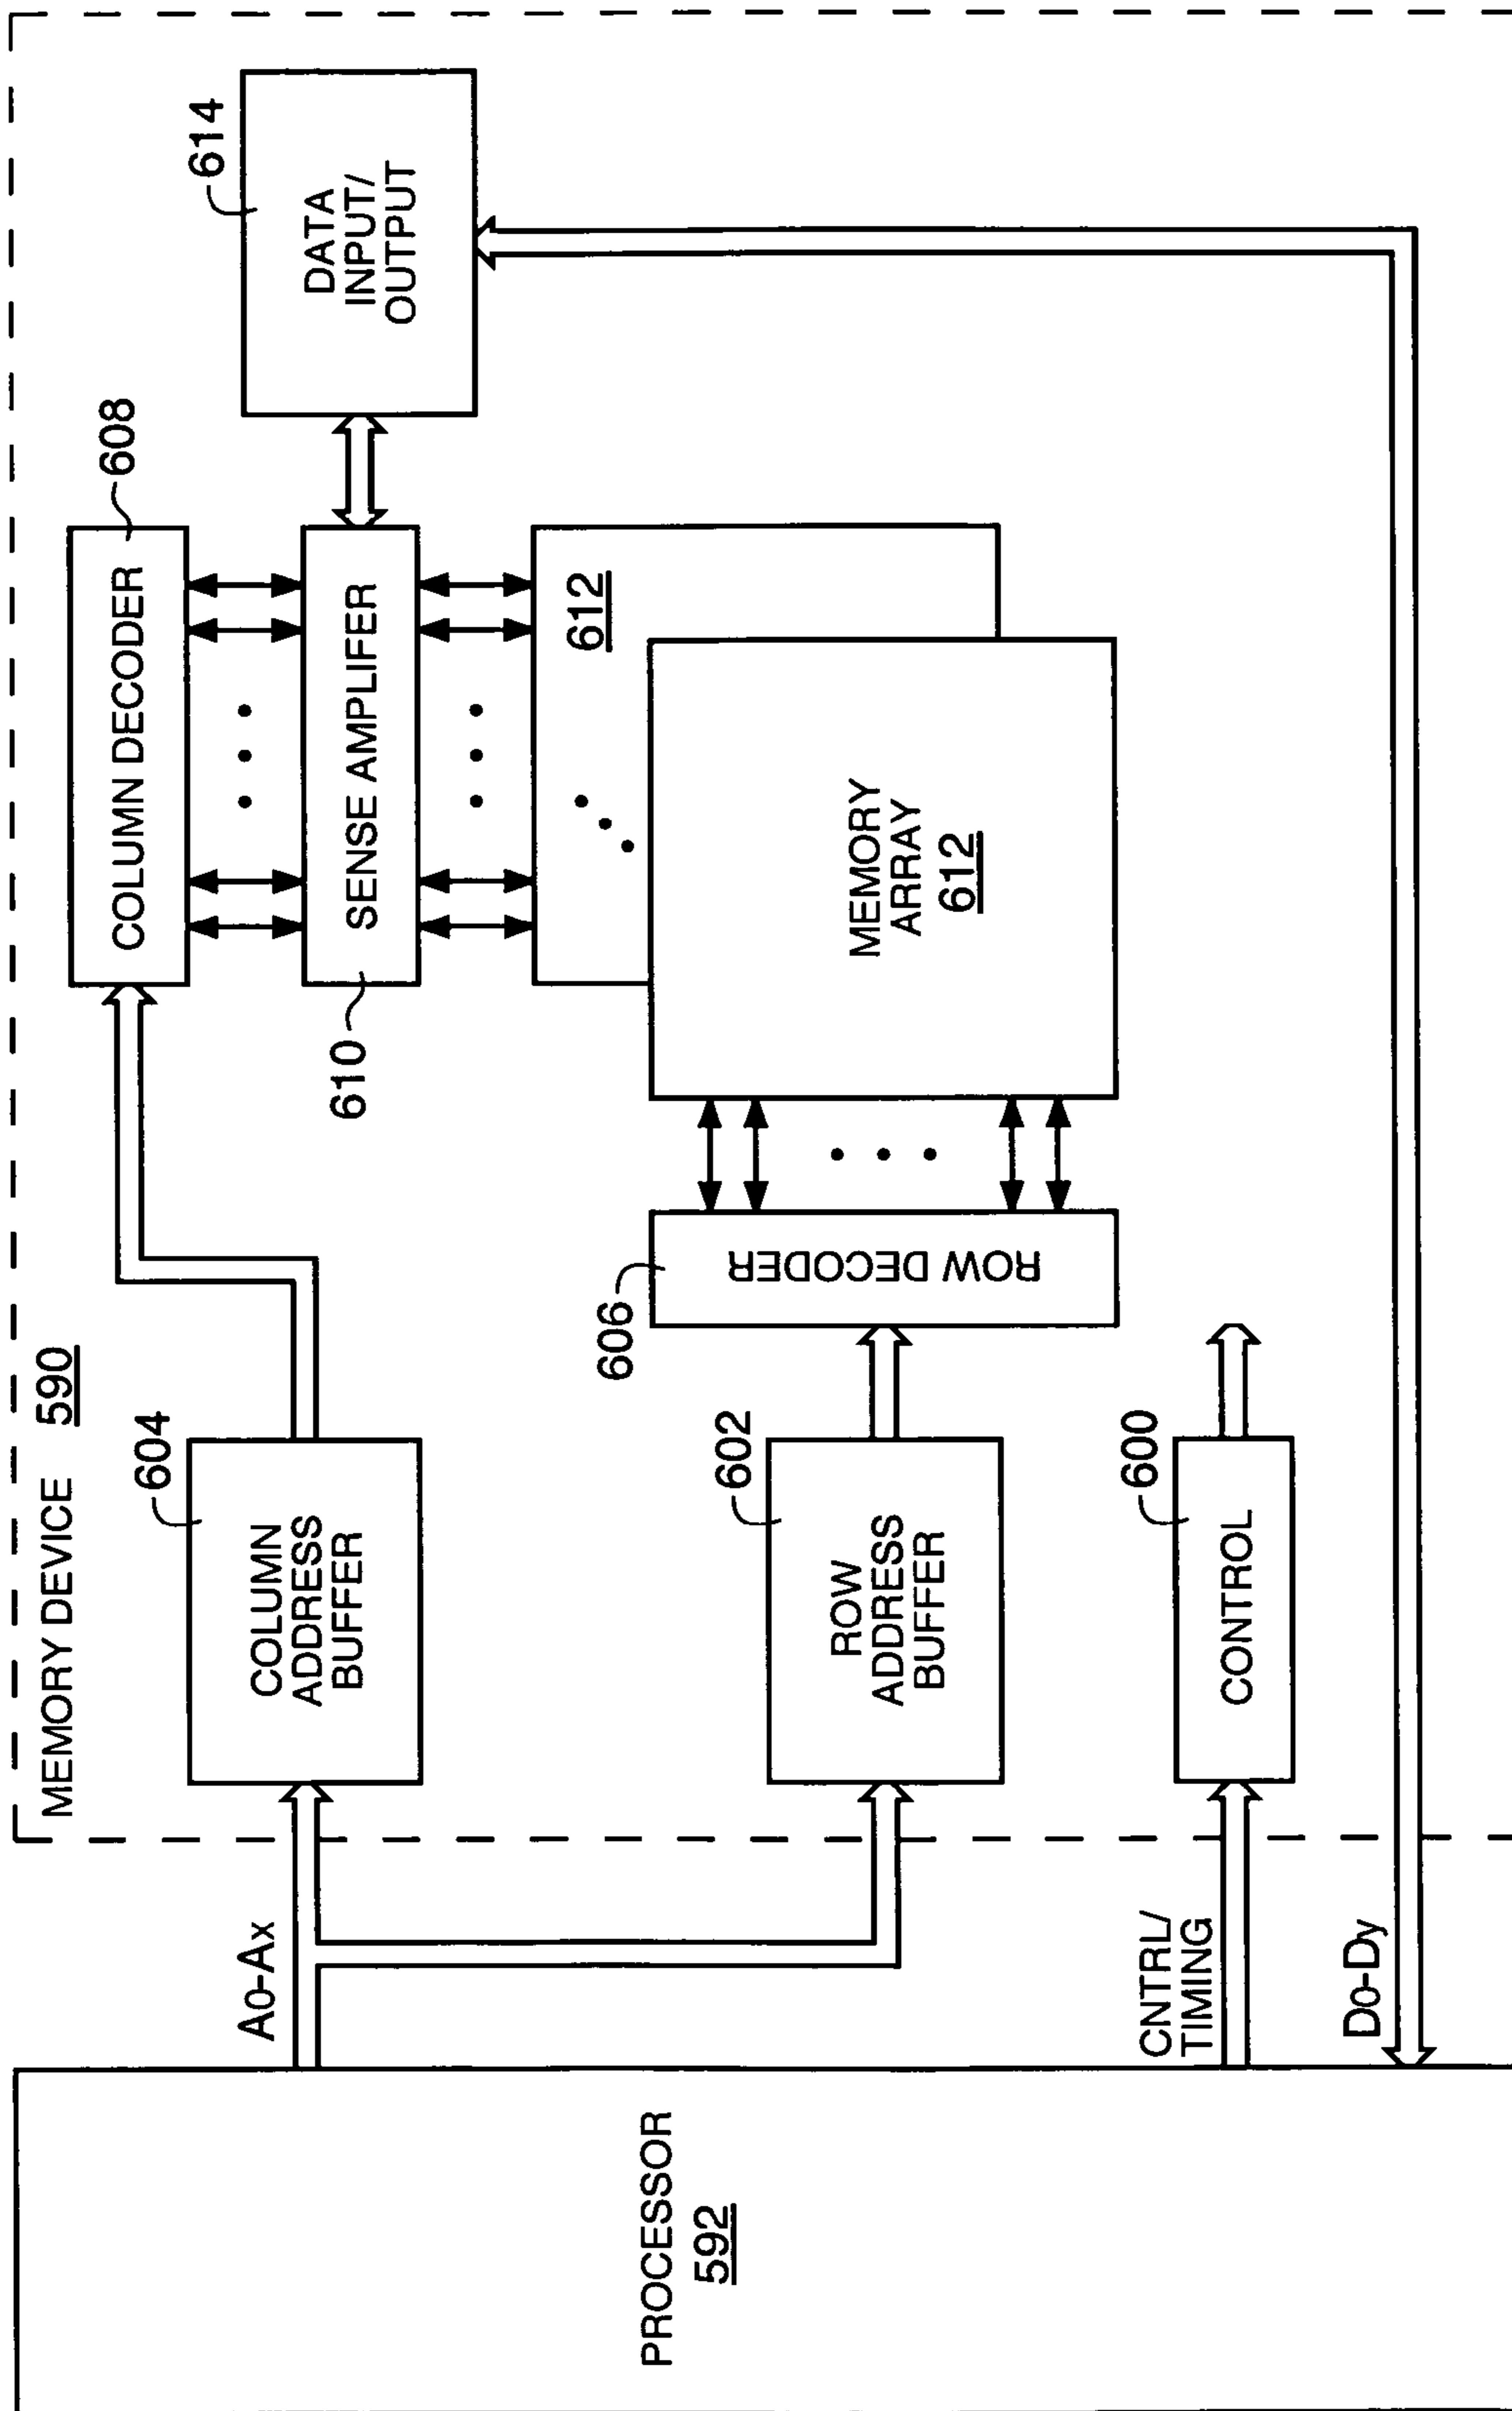 MEMORY DEVICE 590
608
COLUMN DECODER
614
604
COLUMN
ADDRESS
BUFFER
A0-Ax
610
SENSE AMPLIFER
DATA
INPUT/
OUTPUT
612
606
ROW DECODER
MEMORY
ARRAY
612
PROCESSOR
592
602
ROW
ADDRESS
BUFFER
CNTRL/
TIMING
600
CONTROL
D0-Dy